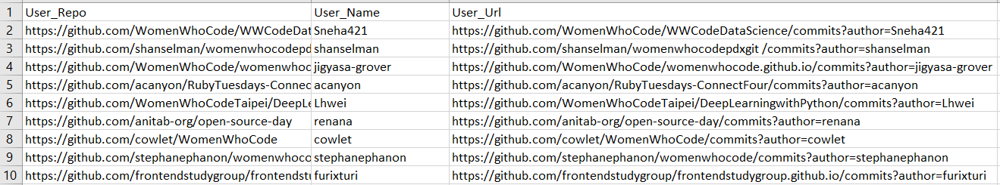 1 User_Repo User_Name User_Url
2 https://github.com/WomenWhoCode/WWCodeDat Sneha421 https://github.com/WomenWhoCode/WWCodeDataScience/commits?author=Sneha421
3 https://github.com/shanselman/womenwhocodepd shanselman https://github.com/shanselman/womenwhocodepdxgit /commits?author=shanselman
4 https://github.com/WomenWhoCode/womenwhoc jigyasa-grover https://github.com/WomenWhoCode/womenwhocode.github.io/commits?author=jigyasa-grover
5 https://github.com/acanyon/RubyTuesdays-Connec acanyon https://github.com/acanyon/RubyTuesdays-ConnectFour/commits?author=acanyon
6 https://github.com/WomenWhoCodeTaipei/DeepLe Lhwei https://github.com/WomenWhoCodeTaipei/DeepLearningwithPython/commits?author=Lhwei
7 https://github.com/anitab-org/open-source-day renana https://github.com/anitab-org/open-source-day/commits?author=renana
8 https://github.com/cowlet/WomenWhoCode cowlet https://github.com/cowlet/WomenWhoCode/commits?author=cowlet
9 https://github.com/stephanephanon/womenwhoco stephanephanon https://github.com/stephanephanon/womenwhocode/commits?author=stephanephanon
10 https://github.com/frontendstudygroup/frontendst furixturi https://github.com/frontendstudygroup/frontendstudygroup.github.io/commits?author=furixturi